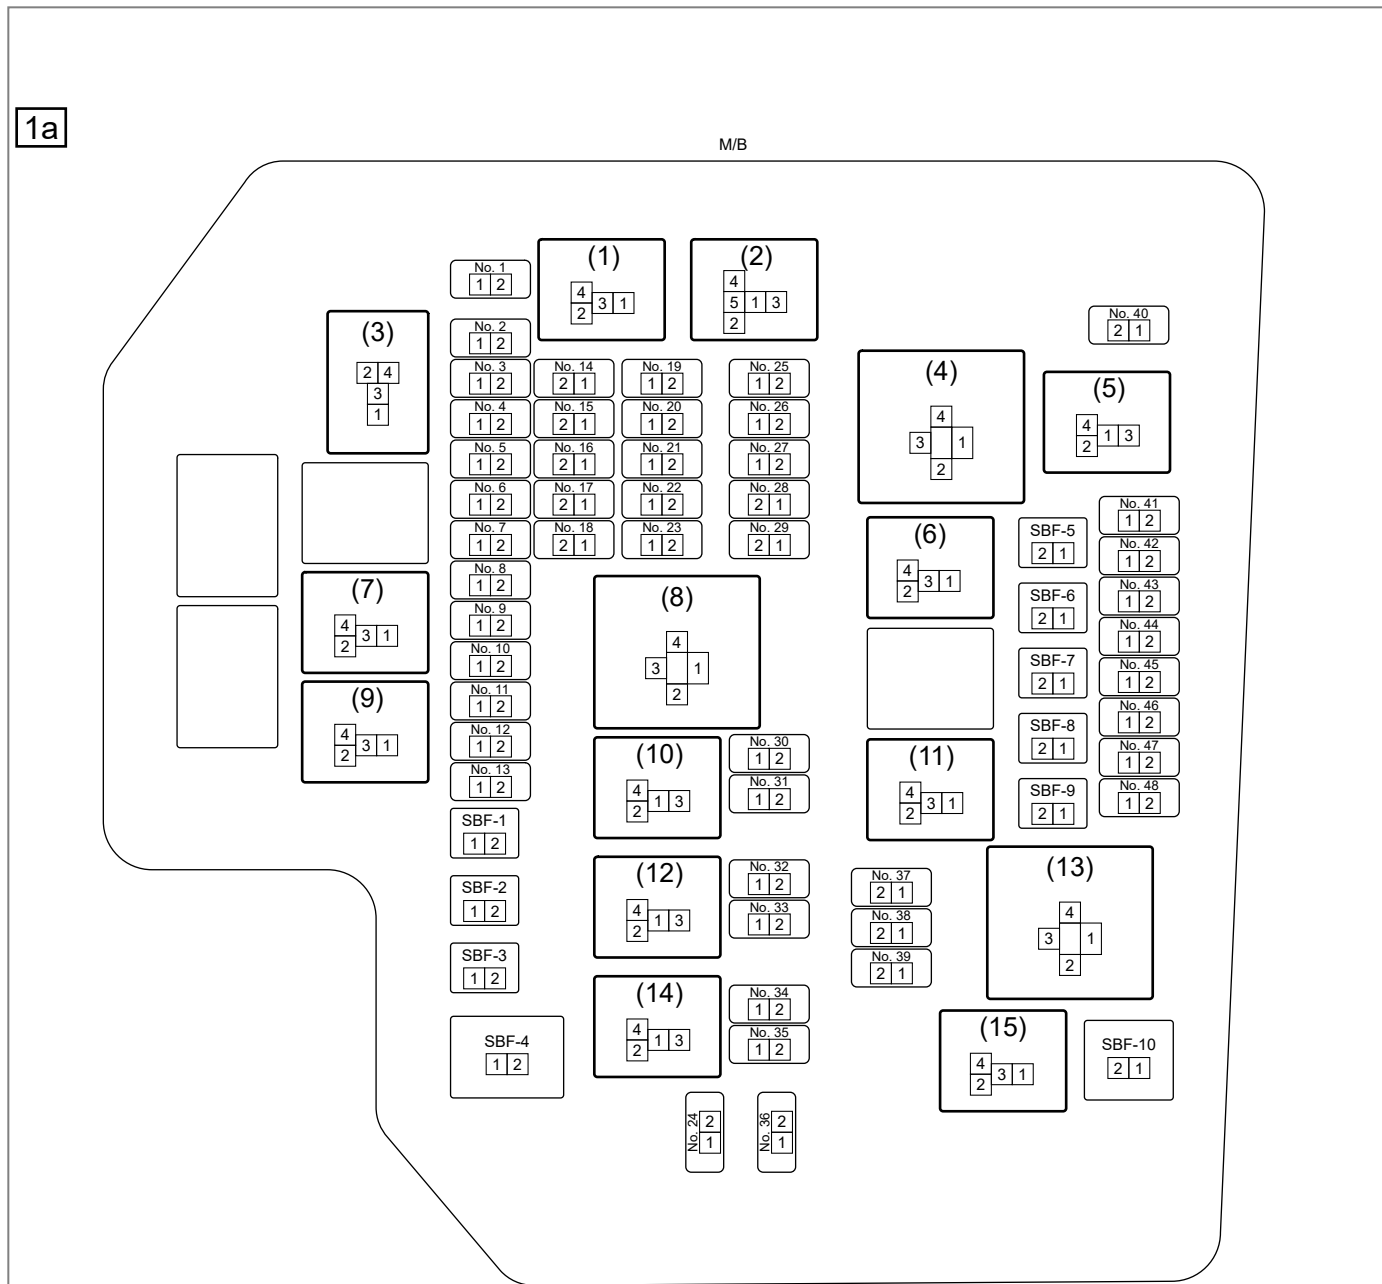 1a
M/B
(1)
4
2 3 1
(2)
4
5 1 3
2
(3)
2 4
3
1
No. 1
1 2
No. 2
1 2
No. 3
1 2
No. 4
1 2
No. 5
1 2
No. 6
1 2
No. 7
1 2
No. 8
1 2
No. 9
1 2
No. 10
1 2
No. 11
1 2
No. 12
1 2
No. 13
1 2
SBF-1
1 2
SBF-2
1 2
SBF-3
1 2
SBF-4
1 2
No. 14
2 1
No. 15
2 1
No. 16
2 1
No. 17
2 1
No. 18
2 1
No. 19
1 2
No. 20
1 2
No. 21
1 2
No. 22
1 2
No. 23
1 2
No. 25
1 2
No. 26
1 2
No. 27
1 2
No. 28
2 1
No. 29
2 1
(4)
4
3 1
2
(5)
4
2 1 3
No. 40
2 1
(6)
4
2 3 1
SBF-5
2 1
SBF-6
2 1
SBF-7
2 1
SBF-8
2 1
SBF-9
2 1
No. 41
1 2
No. 42
1 2
No. 43
1 2
No. 44
1 2
No. 45
1 2
No. 46
1 2
No. 47
1 2
No. 48
1 2
(7)
4
2 3 1
(8)
4
3 1
2
(9)
4
2 3 1
(10)
4
2 1 3
No. 30
1 2
No. 31
1 2
(11)
4
2 3 1
(12)
4
2 1 3
No. 32
1 2
No. 33
1 2
No. 37
2 1
No. 38
2 1
No. 39
2 1
(13)
4
3 1
2
(14)
4
2 1 3
No. 34
1 2
No. 35
1 2
(15)
4
2 3 1
SBF-10
2 1
No. 24
2
1
No. 36
2
1